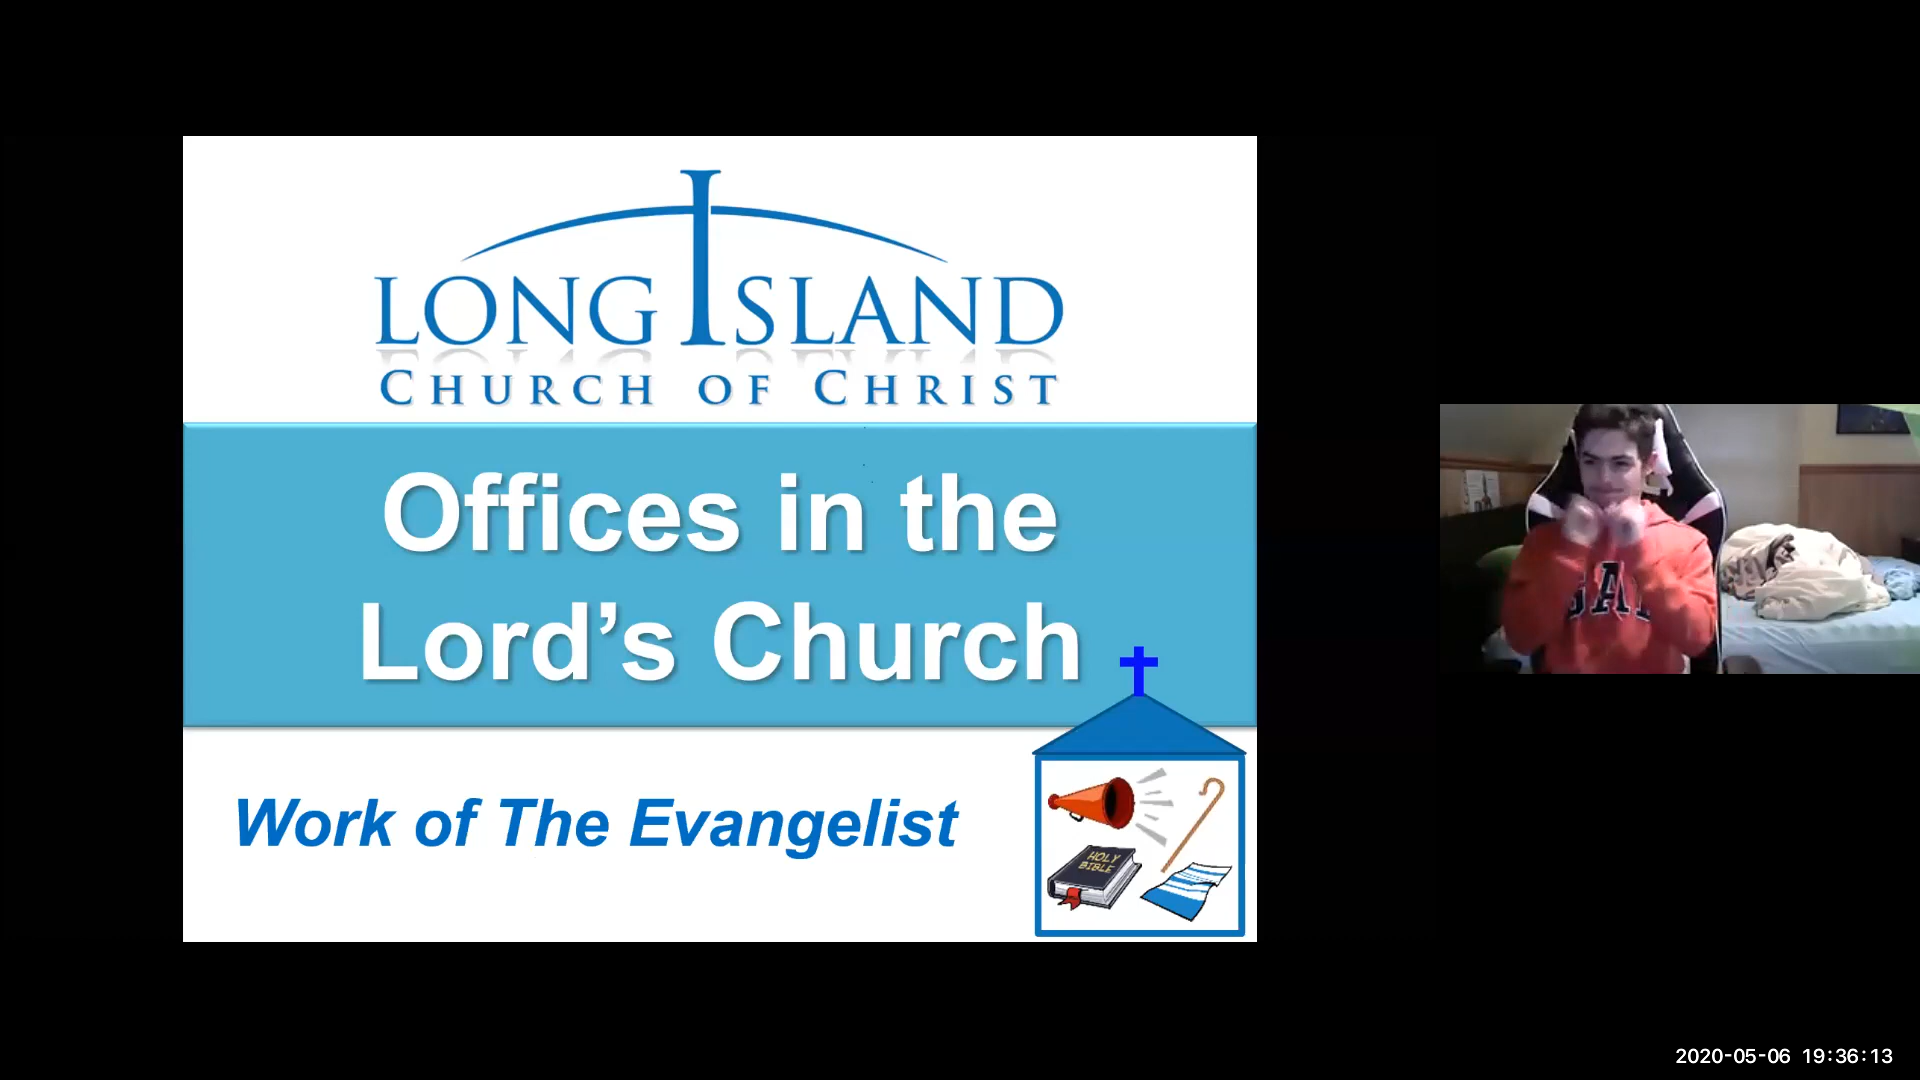 LONG ISLAND
CHURCH OF CHRIST
Offices in the
Lord’s Church
Work of The Evangelist
HOLY
BIBLE
GAP
2020-05-06 19:36:13